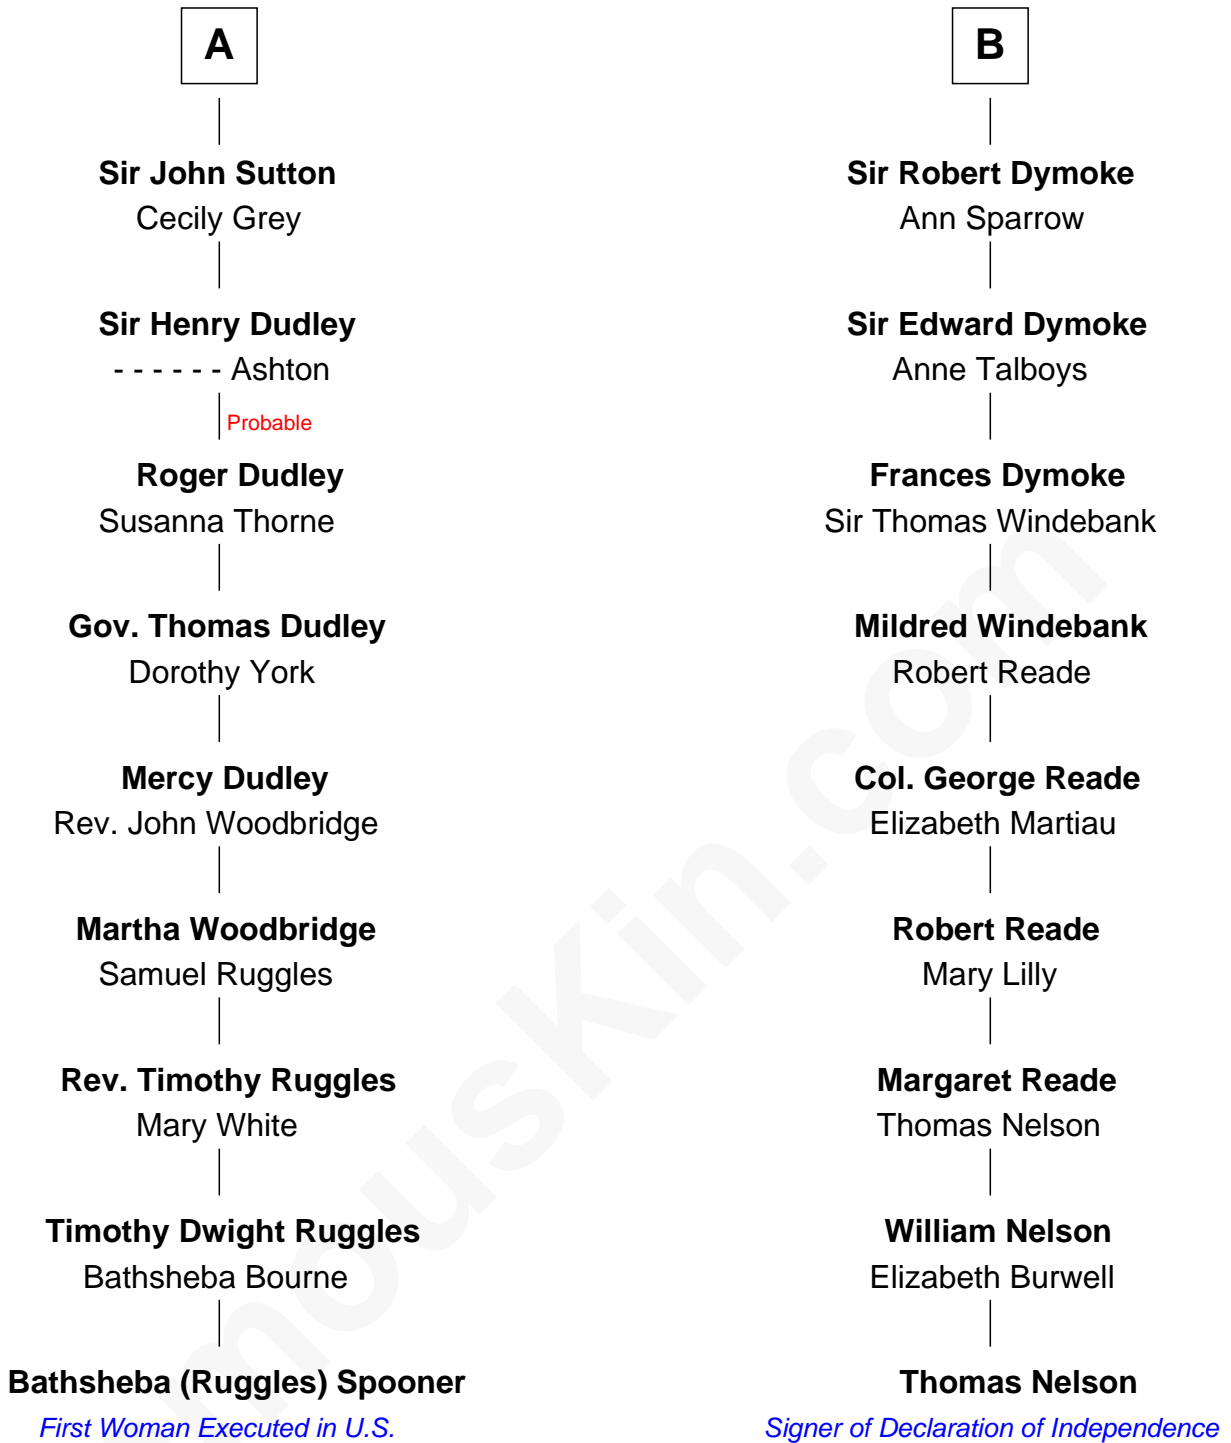 A
Sir John Sutton
Cecily Grey
Sir Henry Dudley
- - - - - - Ashton
Probable
Roger Dudley
Susanna Thorne
Gov. Thomas Dudley
Dorothy York
Mercy Dudley
Rev. John Woodbridge
Martha Woodbridge
Samuel Ruggles
Rev. Timothy Ruggles
Mary White
Timothy Dwight Ruggles
Bathsheba Bourne
Bathsheba (Ruggles) Spooner
First Woman Executed in U.S.
B
Sir Robert Dymoke
Ann Sparrow
Sir Edward Dymoke
Anne Talboys
Frances Dymoke
Sir Thomas Windebank
Mildred Windebank
Robert Reade
Col. George Reade
Elizabeth Martiau
Robert Reade
Mary Lilly
Margaret Reade
Thomas Nelson
William Nelson
Elizabeth Burwell
Thomas Nelson
Signer of Declaration of Independence
mousKin.com